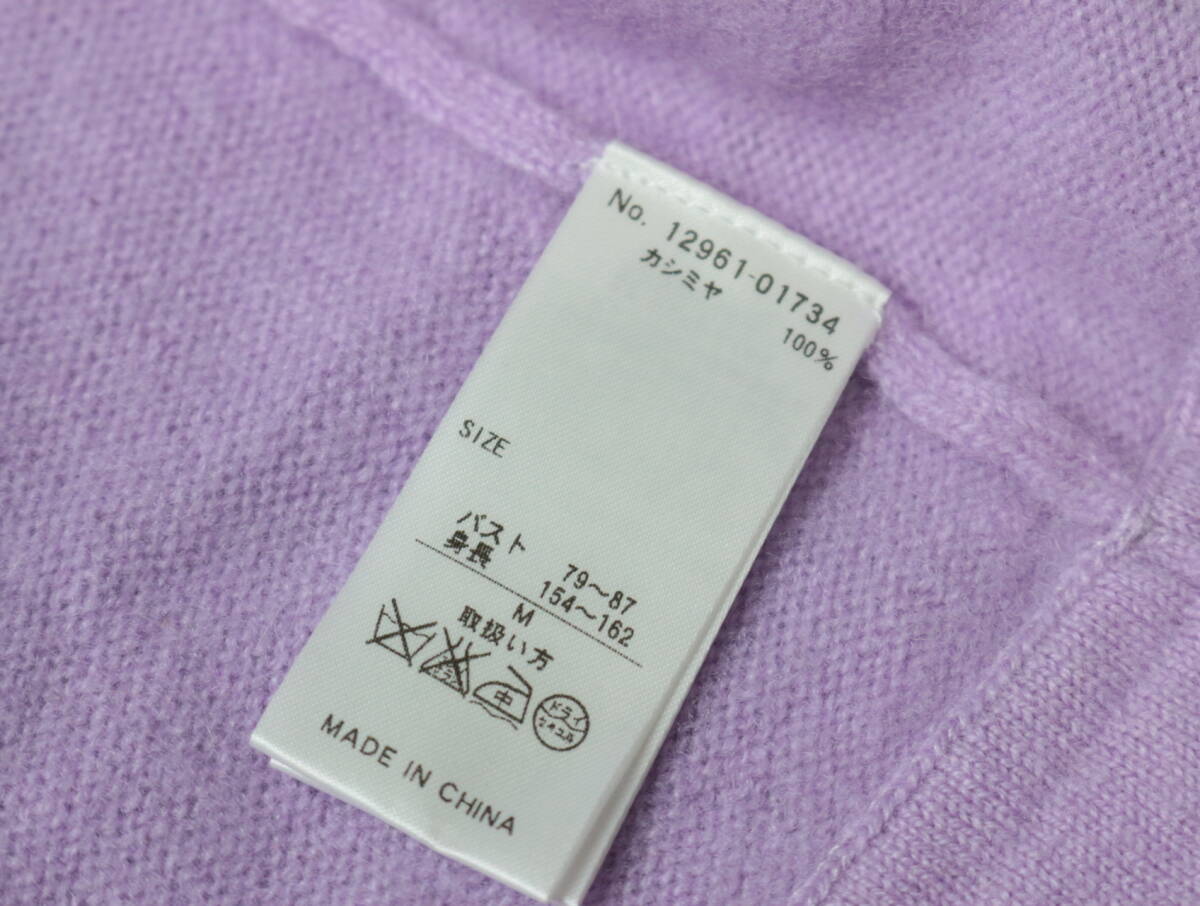 No. 12961-01734
カシミヤ 100%
SIZE
バスト 79～87
身長 154～162
M
取扱い方
中
ドライ
MADE IN CHINA